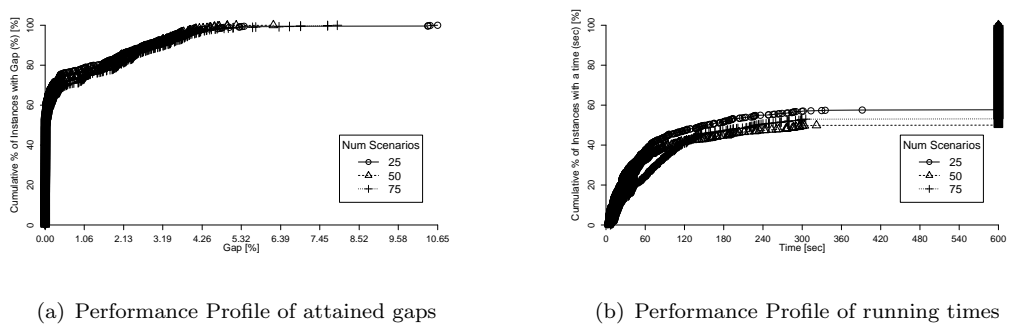 Cumulative % of Instances with Gap (%) [%]
0 20 40 60 80 100
0.00 1.06 2.13 3.19 4.26 5.32 6.39 7.45 8.52 9.58 10.65
Gap [%]
Num Scenarios
25
50
75
(a) Performance Profile of attained gaps
Cumulative % of Instances with a time (sec) [%]
0 20 40 60 80 100
0 60 120 180 240 300 360 420 480 540 600
Time [sec]
Num Scenarios
25
50
75
(b) Performance Profile of running times